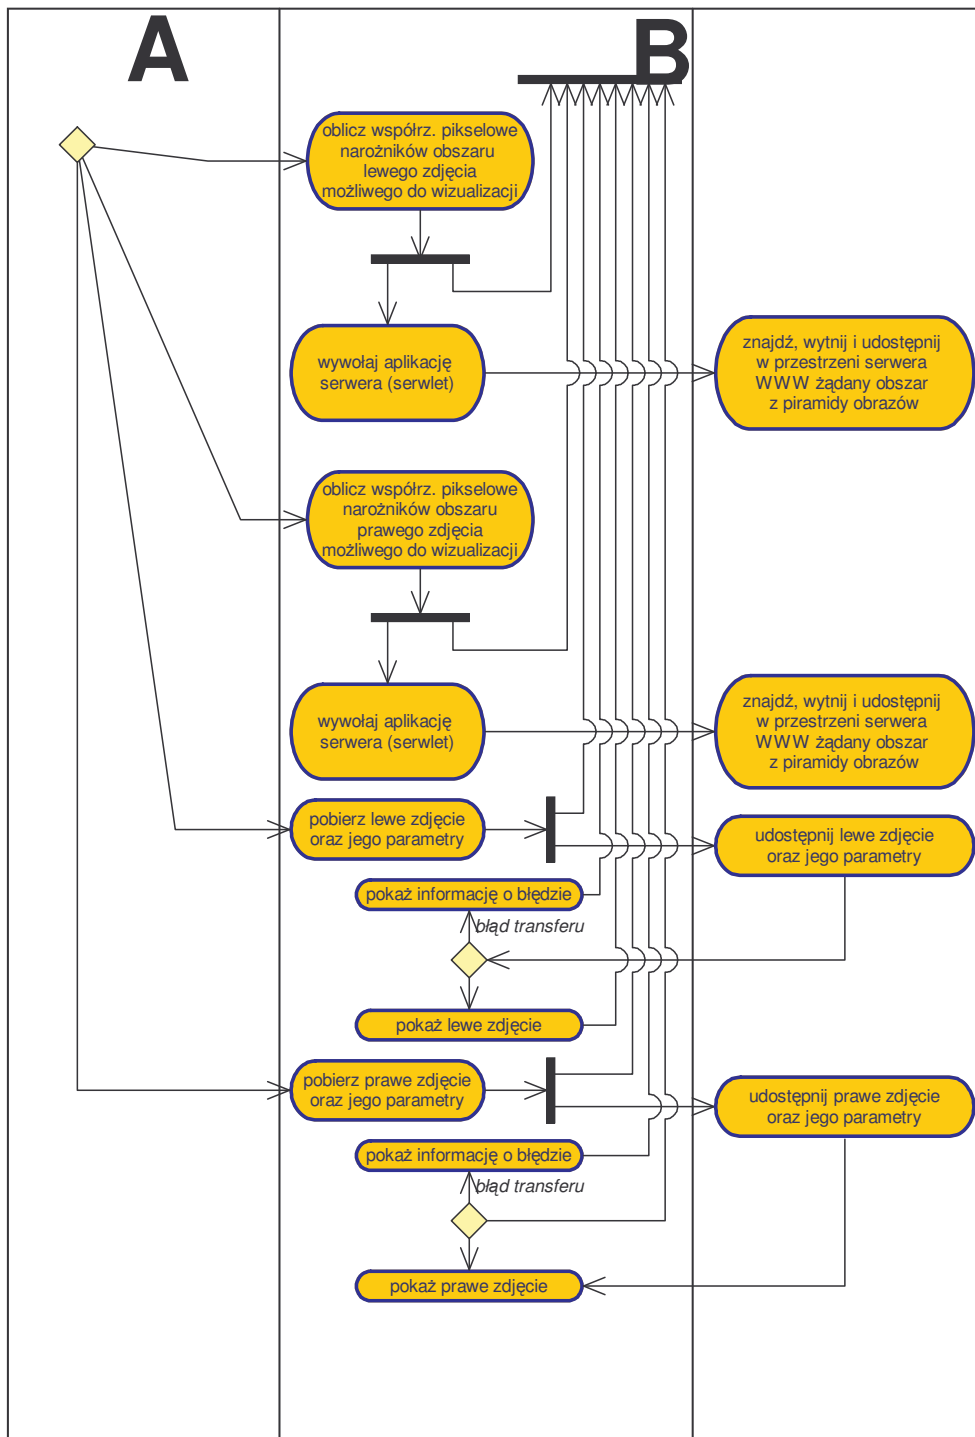 A
B
oblicz współrz. pikselowe
narożników obszaru
lewego zdjęcia
możliwego do wizualizacji
wywołaj aplikację
serwera (serwlet)
znajdź, wytnij i udostępnij
w przestrzeni serwera
WWW żądany obszar
z piramidy obrazów
oblicz współrz. pikselowe
narożników obszaru
prawego zdjęcia
możliwego do wizualizacji
wywołaj aplikację
serwera (serwlet)
znajdź, wytnij i udostępnij
w przestrzeni serwera
WWW żądany obszar
z piramidy obrazów
pobierz lewe zdjęcie
oraz jego parametry
udostępnij lewe zdjęcie
oraz jego parametry
pokaż informację o błędzie
błąd transferu
pokaż lewe zdjęcie
pobierz prawe zdjęcie
oraz jego parametry
udostępnij prawe zdjęcie
oraz jego parametry
pokaż informację o błędzie
błąd transferu
pokaż prawe zdjęcie